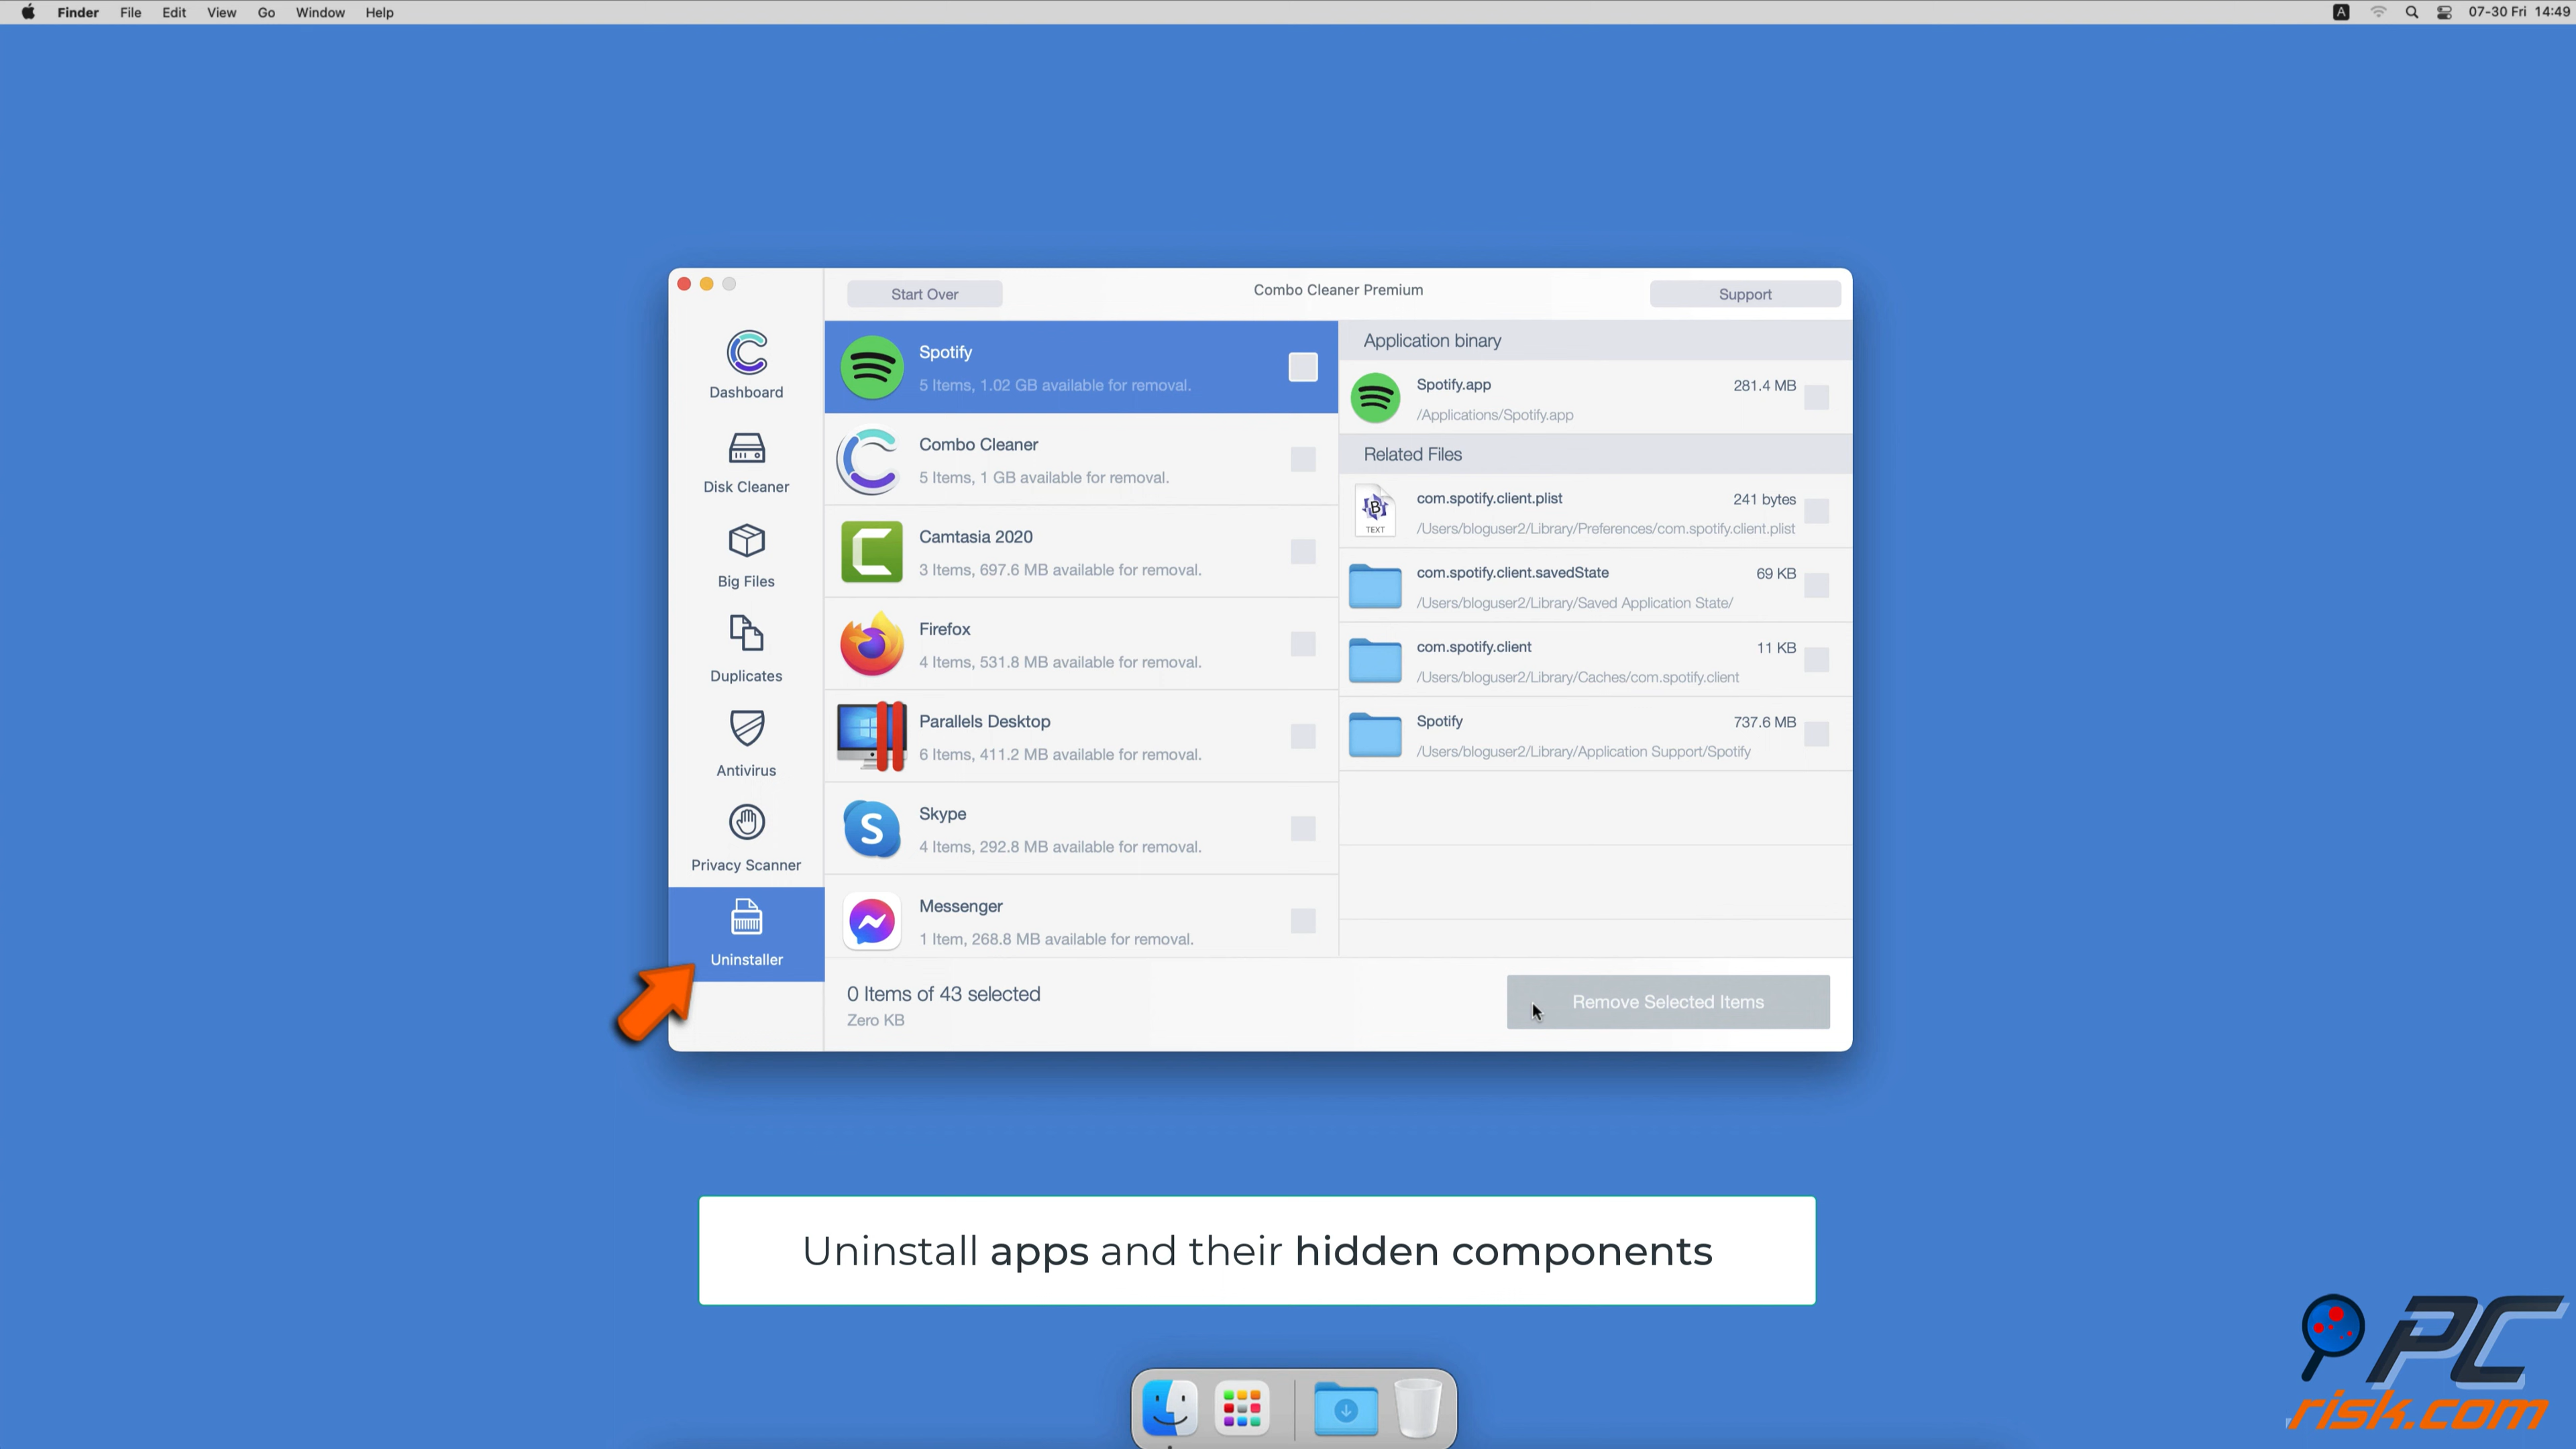 Finder File Edit View Go Window Help
A 07-30 Fri 14:49
Start Over
Combo Cleaner Premium
Support
Dashboard
Disk Cleaner
Big Files
Duplicates
Antivirus
Privacy Scanner
Uninstaller
Spotify
5 Items, 1.02 GB available for removal.
Combo Cleaner
5 Items, 1 GB available for removal.
Camtasia 2020
3 Items, 697.6 MB available for removal.
Firefox
4 Items, 531.8 MB available for removal.
Parallels Desktop
6 Items, 411.2 MB available for removal.
S
Skype
4 Items, 292.8 MB available for removal.
Messenger
1 Item, 268.8 MB available for removal.
Application binary
Spotify.app 281.4 MB
/Applications/Spotify.app
Related Files
B
TEXT
com.spotify.client.plist 241 bytes
/Users/bloguser2/Library/Preferences/com.spotify.client.plist
com.spotify.client.savedState 69 KB
/Users/bloguser2/Library/Saved Application State/
com.spotify.client 11 KB
/Users/bloguser2/Library/Caches/com.spotify.client
Spotify 737.6 MB
/Users/bloguser2/Library/Application Support/Spotify
0 Items of 43 selected
Zero KB
Remove Selected Items
Uninstall apps and their hidden components
PC
risk.com